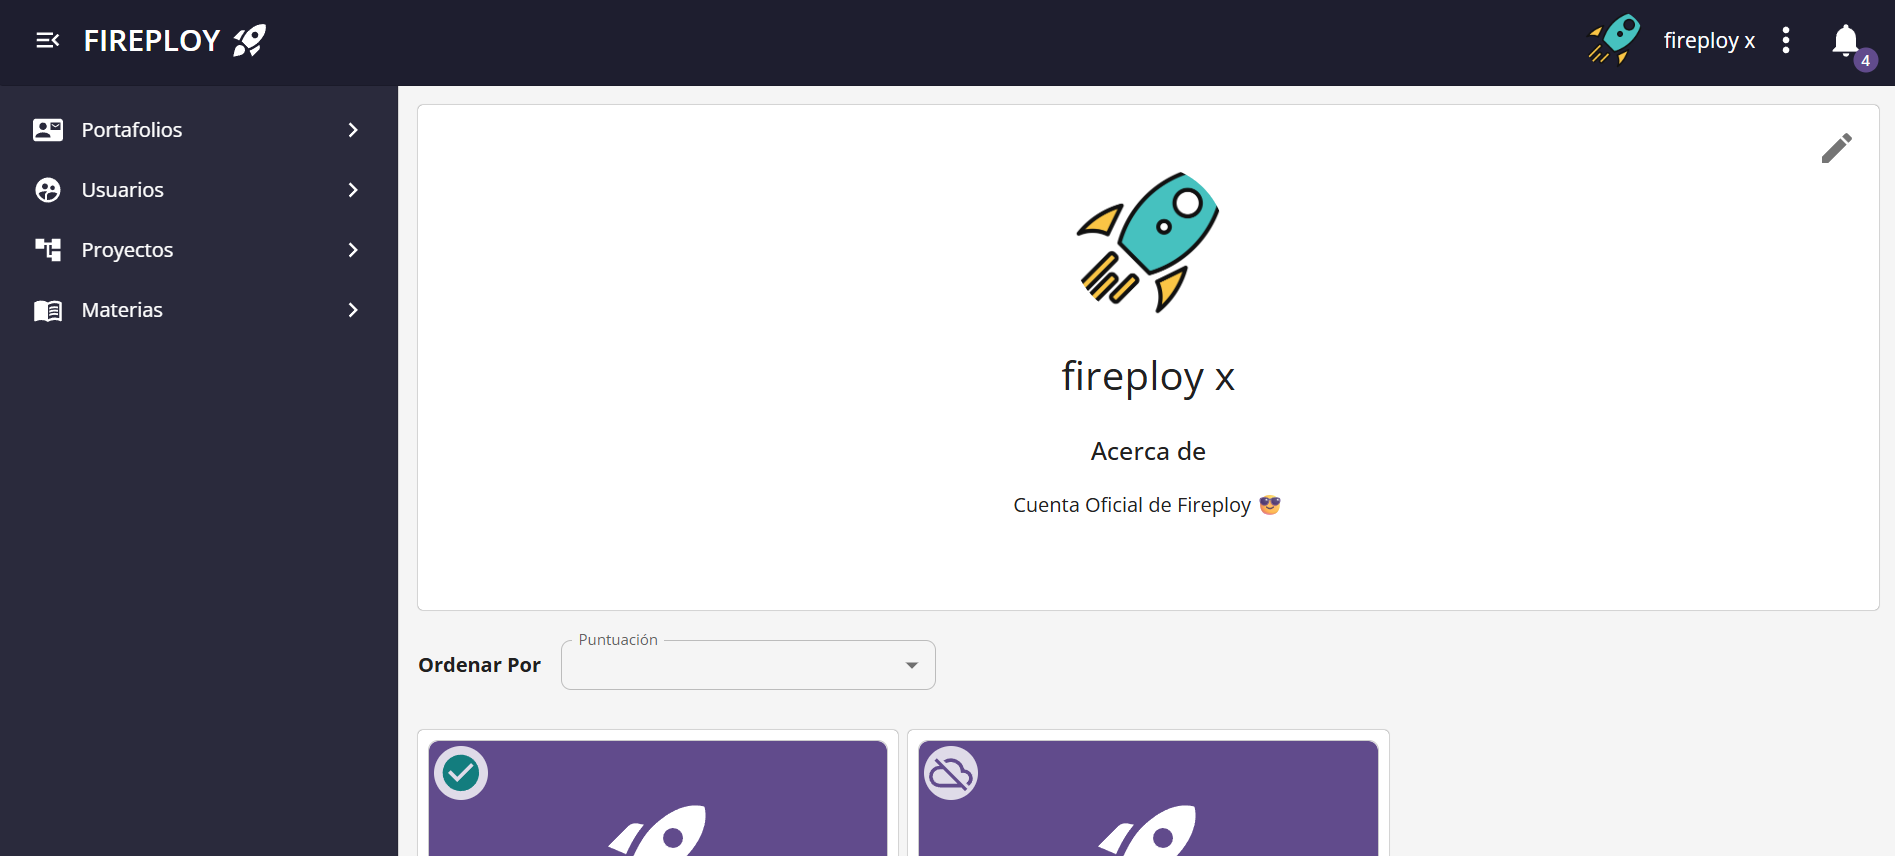 FIREPLOY
fireploy x
4
Portafolios
Usuarios
Proyectos
Materias
fireploy x
Acerca de
Cuenta Oficial de Fireploy 😎
Puntuación
Ordenar Por